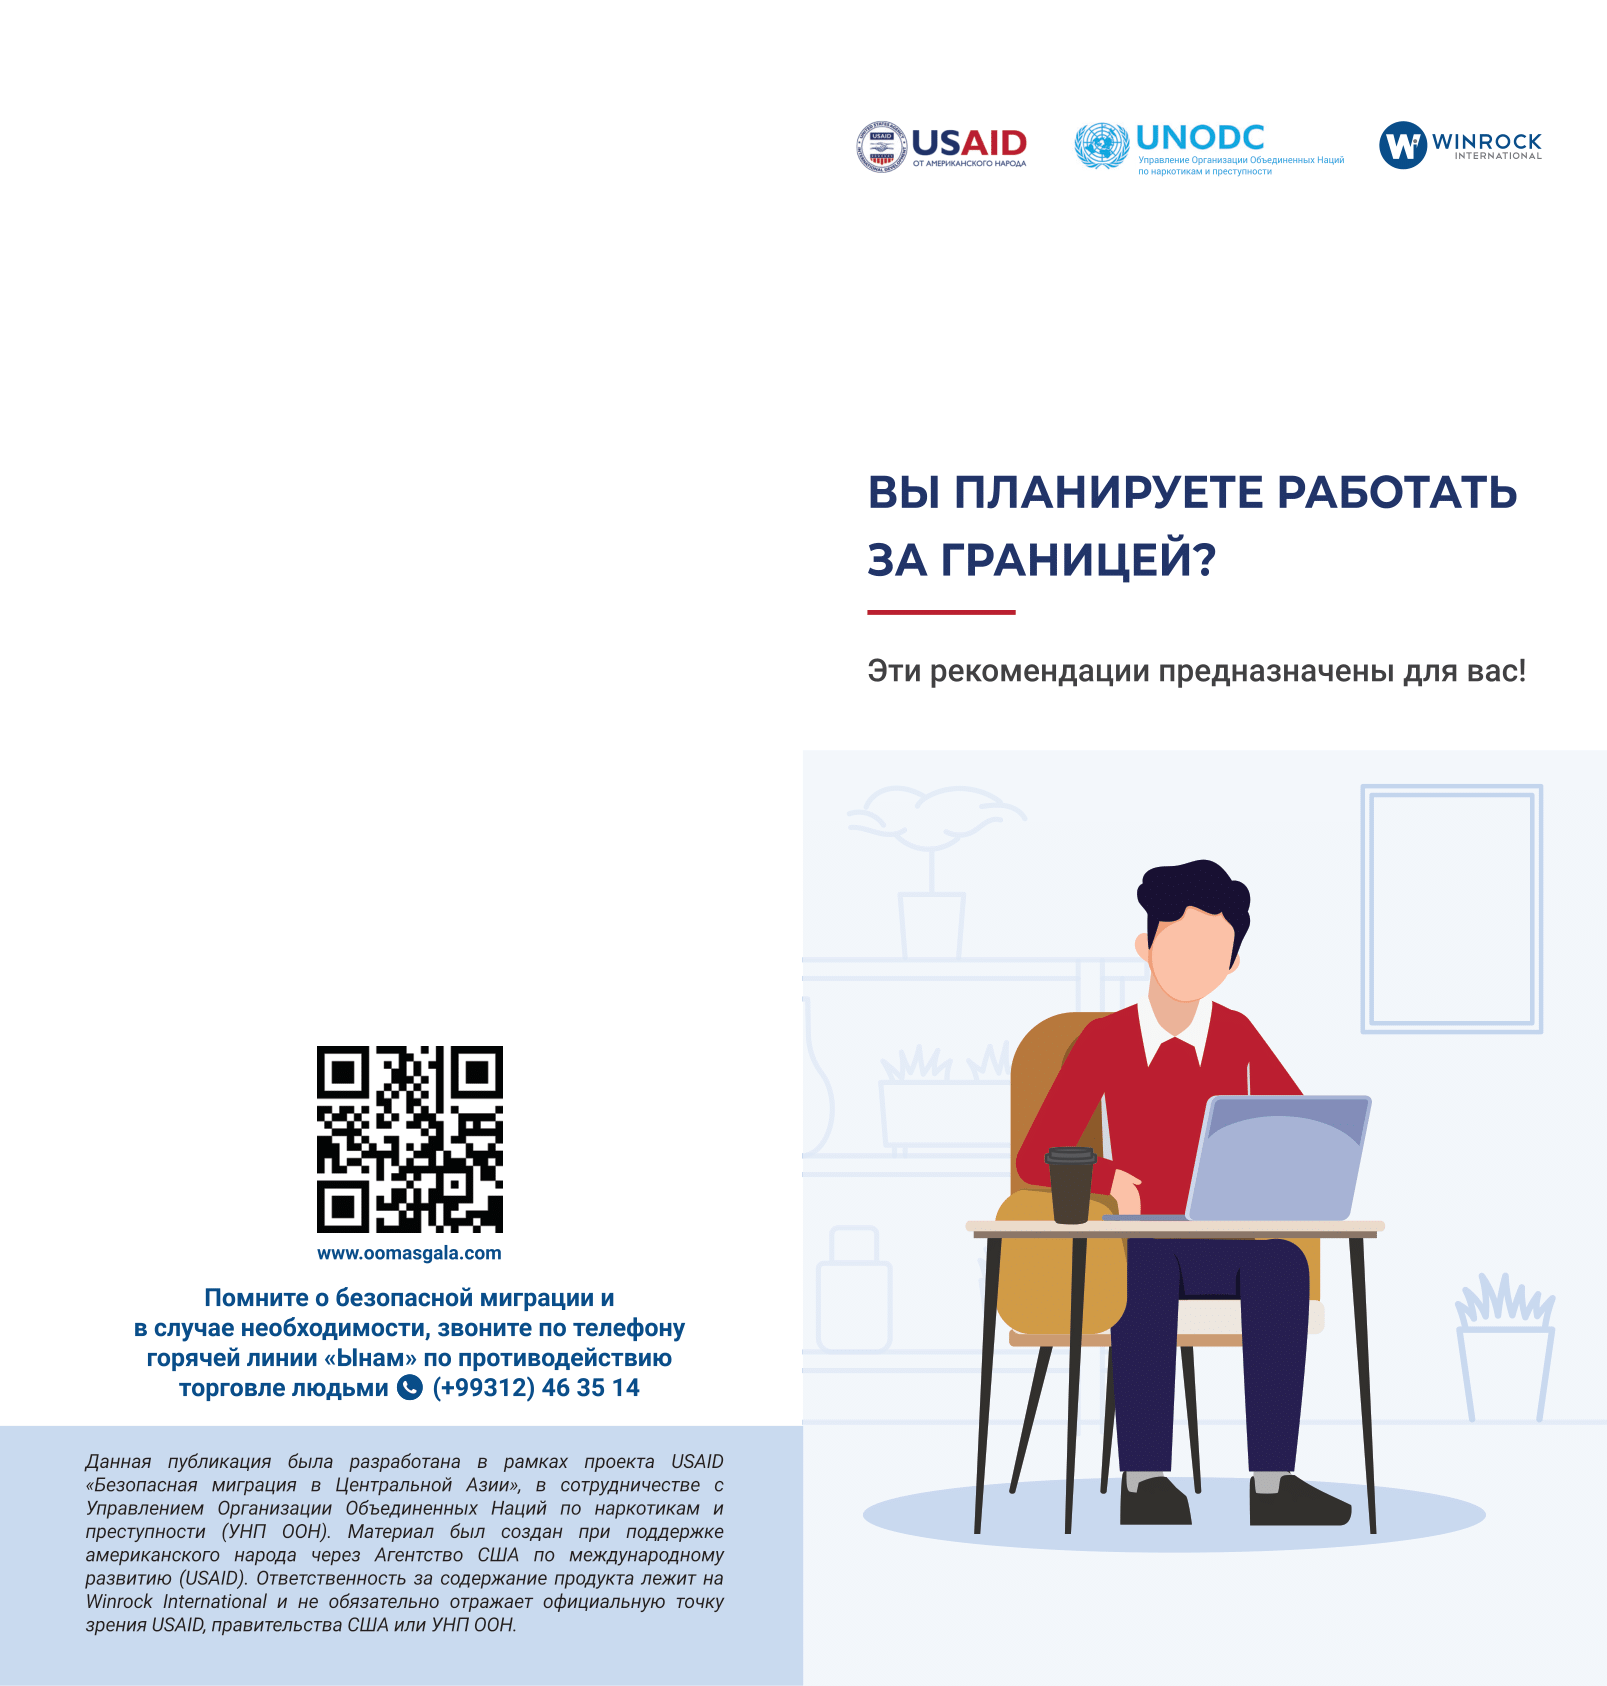 USAID
ОТ АМЕРИКАНСКОГО НАРОДА
UNODC
Управление Организации Объединенных Наций
по наркотикам и преступности
WINROCK
INTERNATIONAL
ВЫ ПЛАНИРУЕТЕ РАБОТАТЬ
ЗА ГРАНИЦЕЙ?
Эти рекомендации предназначены для вас!
www.oomasgala.com
Помните о безопасной миграции и
в случае необходимости, звоните по телефону
горячей линии «Ынам» по противодействию
торговле людьми (+99312) 46 35 14
Данная публикация была разработана в рамках проекта USAID
«Безопасная миграция в Центральной Азии», в сотрудничестве с
Управлением Организации Объединенных Наций по наркотикам и
преступности (УНП ООН). Материал был создан при поддержке
американского народа через Агентство США по международному
развитию (USAID). Ответственность за содержание продукта лежит на
Winrock International и не обязательно отражает официальную точку
зрения USAID, правительства США или УНП ООН.